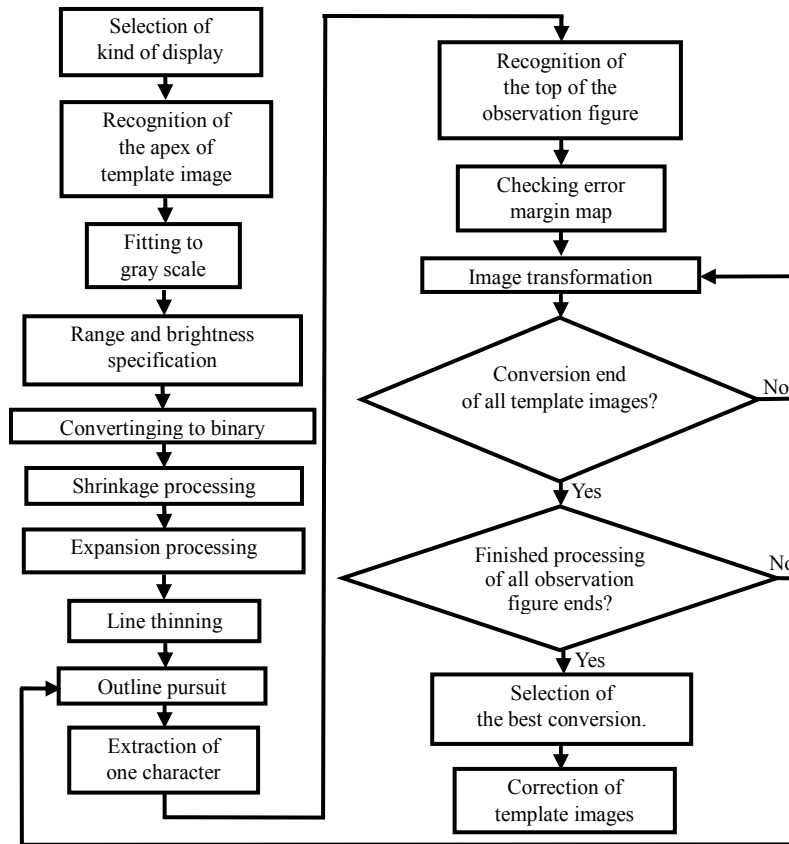 Selection of
kind of display
Recognition of
the apex of
template image
Fitting to
gray scale
Range and brightness
specification
Convertinging to binary
Shrinkage processing
Expansion processing
Line thinning
Outline pursuit
Extraction of
one character
Recognition of
the top of the
observation figure
Checking error
margin map
Image transformation
Conversion end
of all template images?
No
Yes
Finished processing
of all observation
figure ends?
No
Yes
Selection of
the best conversion.
Correction of
template images